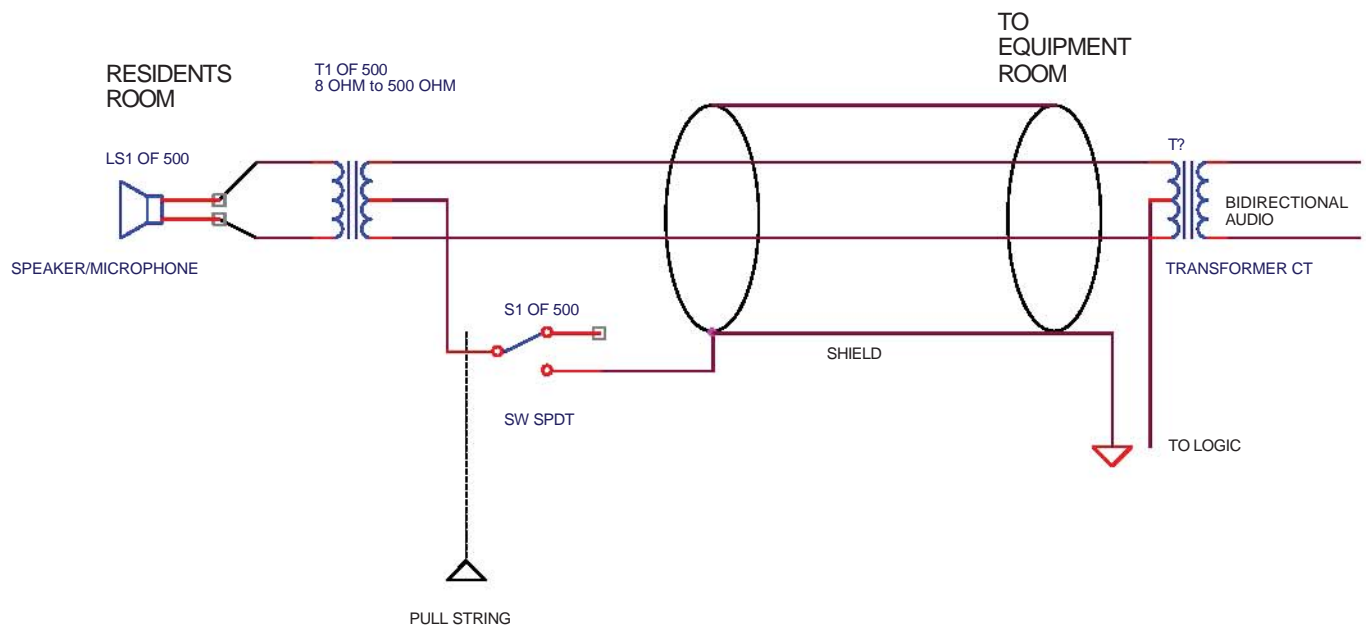 TO
EQUIPMENT
ROOM
RESIDENTS
ROOM
T1 OF 500
8 OHM to 500 OHM
LS1 OF 500
T?
BIDIRECTIONAL
AUDIO
SPEAKER/MICROPHONE
TRANSFORMER CT
S1 OF 500
SHIELD
SW SPDT
TO LOGIC
PULL STRING